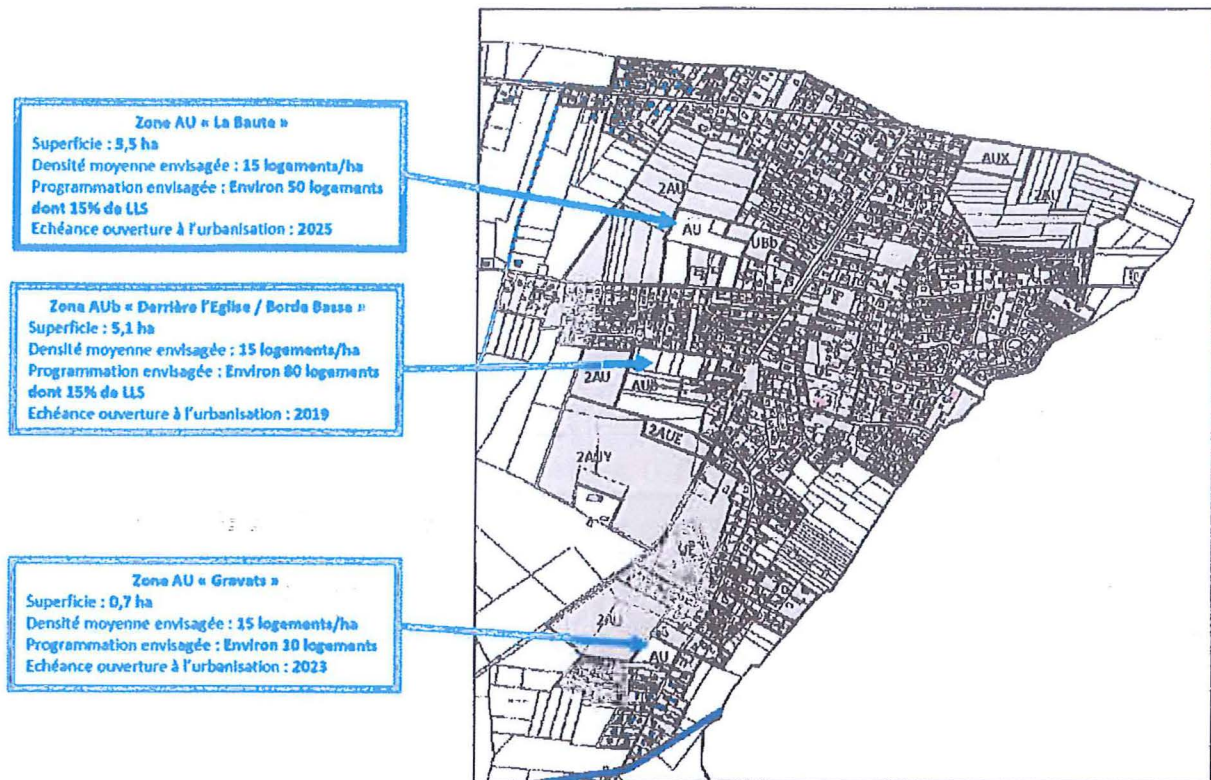 Zone AU « La Baute »
Superficie : 3,5 ha
Densité moyenne envisagée : 15 logements/ha
Programmation envisagée : Environ 50 logements
dont 15% de LLS
Echéance ouverture à l'urbanisation : 2025
Zone AUb « Derrière l'Eglise / Borde Basse »
Superficie : 5,1 ha
Densité moyenne envisagée : 15 logements/ha
Programmation envisagée : Environ 80 logements
dont 15% de LLS
Echéance ouverture à l'urbanisation : 2019
Zone AU « Gravats »
Superficie : 0,7 ha
Densité moyenne envisagée : 15 logements/ha
Programmation envisagée : Environ 10 logements
Echéance ouverture à l'urbanisation : 2023
AUX
2AU
2AU
AU
UBb
UE
2AU
AUb
2AUE
2AUY
UE
2AU
AU